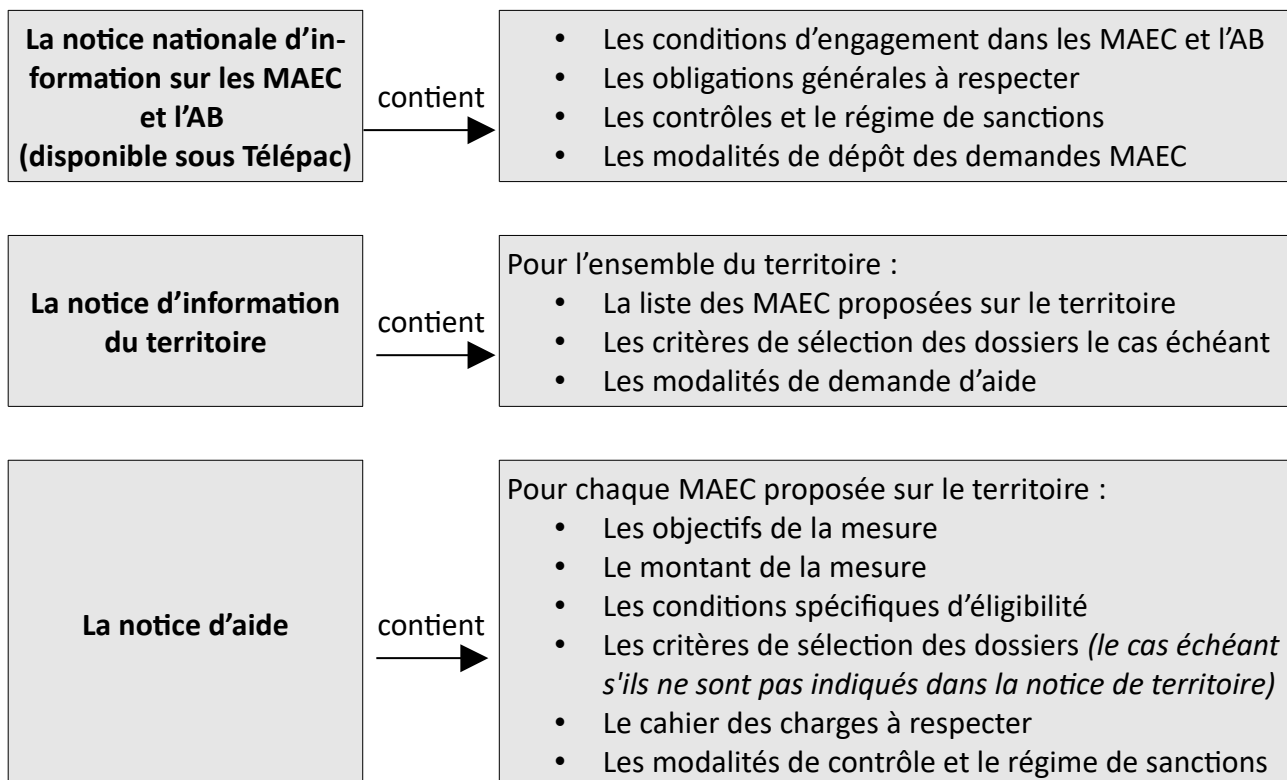 La notice nationale d’in-
formation sur les MAEC
et l’AB
(disponible sous Télépac)
contient
• Les conditions d’engagement dans les MAEC et l’AB
• Les obligations générales à respecter
• Les contrôles et le régime de sanctions
• Les modalités de dépôt des demandes MAEC
La notice d’information
du territoire
contient
Pour l’ensemble du territoire :
• La liste des MAEC proposées sur le territoire
• Les critères de sélection des dossiers le cas échéant
• Les modalités de demande d’aide
La notice d’aide
contient
Pour chaque MAEC proposée sur le territoire :
• Les objectifs de la mesure
• Le montant de la mesure
• Les conditions spécifiques d’éligibilité
• Les critères de sélection des dossiers (le cas échéant
s'ils ne sont pas indiqués dans la notice de territoire)
• Le cahier des charges à respecter
• Les modalités de contrôle et le régime de sanctions